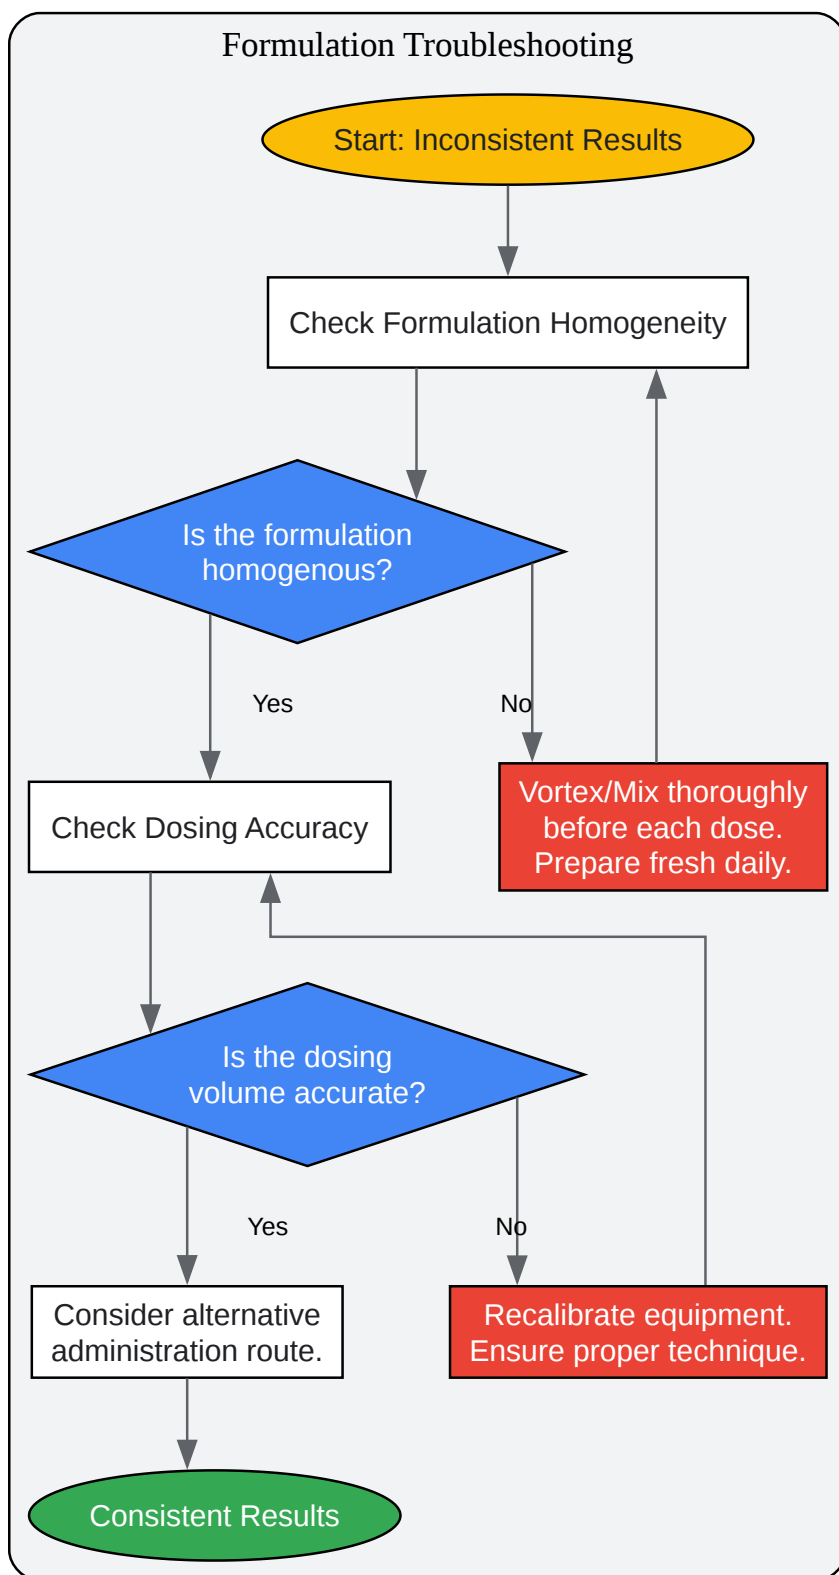 Formulation Troubleshooting
Start: Inconsistent Results
Check Formulation Homogeneity
Is the formulation
homogenous?
Yes
No
Check Dosing Accuracy
Vortex/Mix thoroughly
before each dose.
Prepare fresh daily.
Is the dosing
volume accurate?
Yes
No
Consider alternative
administration route.
Recalibrate equipment.
Ensure proper technique.
Consistent Results